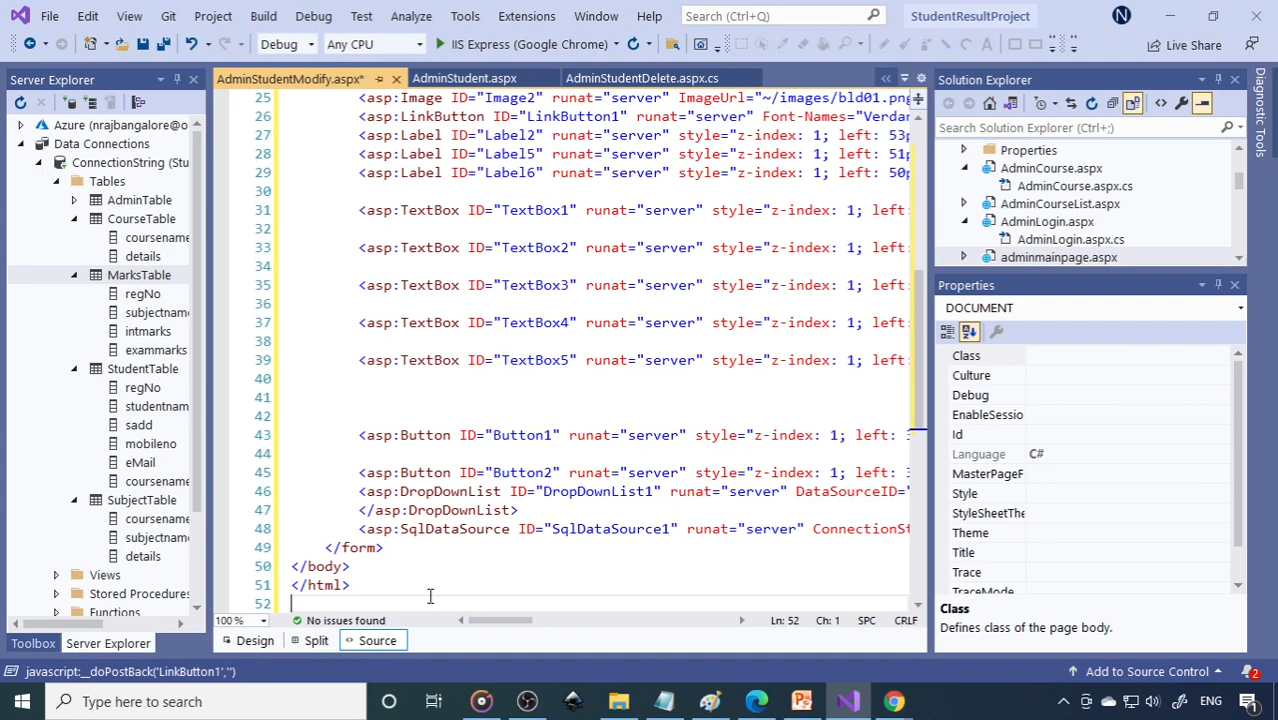 File Edit View Git Project Build Debug Test Analyze Tools Extensions Window Help Search (Ctrl+Q) StudentResultProject N
Debug Any CPU IIS Express (Google Chrome) Live Share
Server Explorer
Azure (nrajbangalore@o
Data Connections
ConnectionString (Stu
Tables
AdminTable
CourseTable
coursename
details
MarksTable
regNo
subjectname
intmarks
exammarks
StudentTable
regNo
studentnam
sadd
mobileno
eMail
coursename
SubjectTable
coursename
subjectname
details
Views
Stored Procedures
Functions
Toolbox Server Explorer
AdminStudentModify.aspx* AdminStudent.aspx AdminStudentDelete.aspx.cs
25 <asp:Image ID="Image2" runat="server" ImageUrl="~/images/bld01.png
26 <asp:LinkButton ID="LinkButton1" runat="server" Font-Names="Verdan
27 <asp:Label ID="Label2" runat="server" style="z-index: 1; left: 53p
28 <asp:Label ID="Label5" runat="server" style="z-index: 1; left: 51p
29 <asp:Label ID="Label6" runat="server" style="z-index: 1; left: 50p
30
31 <asp:TextBox ID="TextBox1" runat="server" style="z-index: 1; left:
32
33 <asp:TextBox ID="TextBox2" runat="server" style="z-index: 1; left:
34
35 <asp:TextBox ID="TextBox3" runat="server" style="z-index: 1; left:
36
37 <asp:TextBox ID="TextBox4" runat="server" style="z-index: 1; left:
38
39 <asp:TextBox ID="TextBox5" runat="server" style="z-index: 1; left:
40
41
42
43 <asp:Button ID="Button1" runat="server" style="z-index: 1; left: 3
44
45 <asp:Button ID="Button2" runat="server" style="z-index: 1; left: 3
46 <asp:DropDownList ID="DropDownList1" runat="server" DataSourceID="
47 </asp:DropDownList>
48 <asp:SqlDataSource ID="SqlDataSource1" runat="server" ConnectionSt
49 </form>
50 </body>
51 </html>
52
100 % No issues found Ln: 52 Ch: 1 SPC CRLF
Design Split Source
Solution Explorer
Search Solution Explorer (Ctrl+;)
Properties
AdminCourse.aspx
AdminCourse.aspx.cs
AdminCourseList.aspx
AdminLogin.aspx
AdminLogin.aspx.cs
adminmainpage.aspx
Properties
DOCUMENT
Class
Culture
Debug
EnableSessio
Id
Language C#
MasterPageF
Style
StyleSheetThe
Theme
Title
Trace
TraceMode
Class
Defines class of the page body.
Diagnostic Tools
javascript:__doPostBack('LinkButton1','') Add to Source Control 2
Type here to search ENG 1